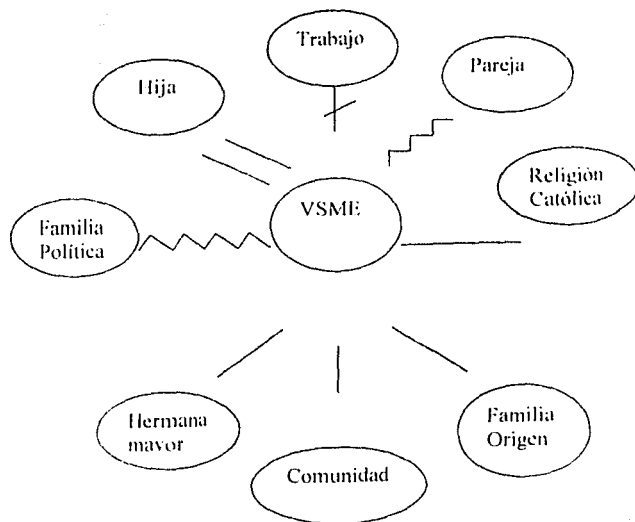 Trabajo
Hija
Pareja
Religión
Católica
VSME
Familia
Política
Hermana
mayor
Familia
Origen
Comunidad